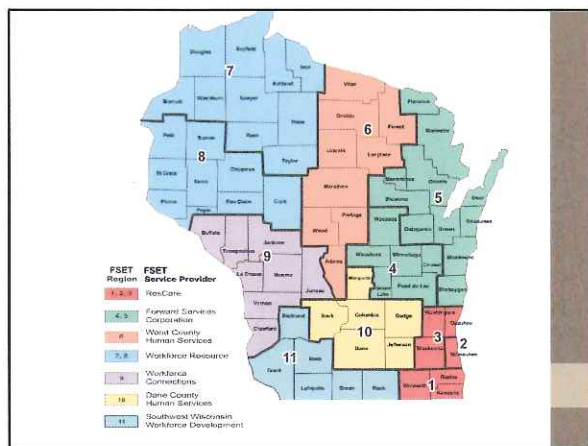 Douglas
Bayfield
Iron
Ashland
7
Burnett
Washburn
Sawyer
Price
Rusk
Taylor
Vilas
Oneida
Forest
6
Lincoln
Langlade
Marathon
Portage
Wood
Adams
Florence
Marinette
Menominee
Oconto
Shawano
5
Door
Kewaunee
Waupaca
Outagamie
Brown
Manitowoc
Polk
Barron
8
Chippewa
St Croix
Dunn
Eau Claire
Clark
Pierce
Pepin
Buffalo
Jackson
Trempealeau
9
La Crosse
Monroe
Juneau
Vernon
Crawford
Waushara
Winnebago
Calumet
4
Marquette
Green Lake
Fond du Lac
Sheboygan
Sauk
Columbia
Dodge
10
Dane
Jefferson
Washington
Ozaukee
3
2
Waukesha
Milwaukee
Richland
11
Iowa
Grant
Lafayette
Green
Rock
1
Walworth
Racine
Kenosha
FSET Region
FSET Service Provider
1, 2, 3
ResCare
4, 5
Forward Services
Corporation
6
Wood County
Human Services
7, 8
Workforce Resource
9
Workforce
Connections
10
Dane County
Human Services
11
Southwest Wisconsin
Workforce Development